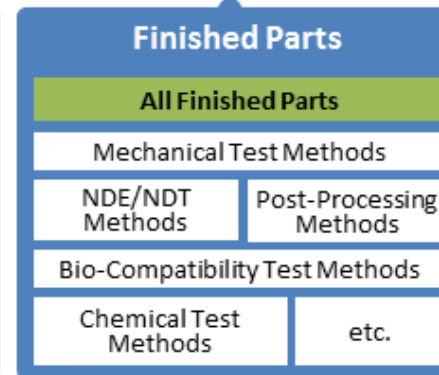 Finished Parts
All Finished Parts
Mechanical Test Methods
NDE/NDT
Methods
Post-Processing
Methods
Bio-Compatibility Test Methods
Chemical Test
Methods
etc.